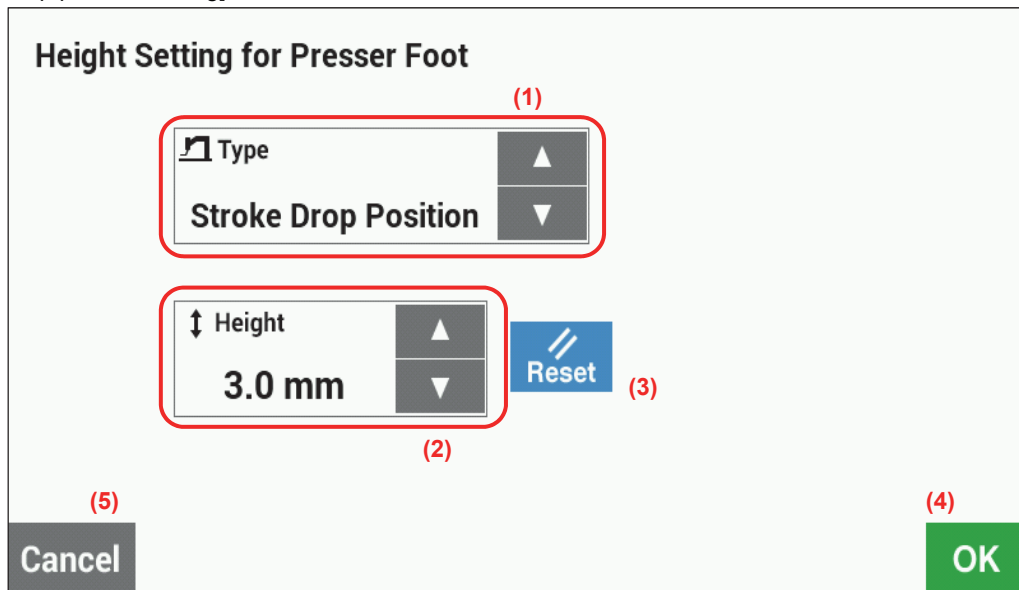 Height Setting for Presser Foot
(1)
Type
Stroke Drop Position
Height
3.0 mm
Reset
(3)
(2)
(5)
(4)
Cancel
OK